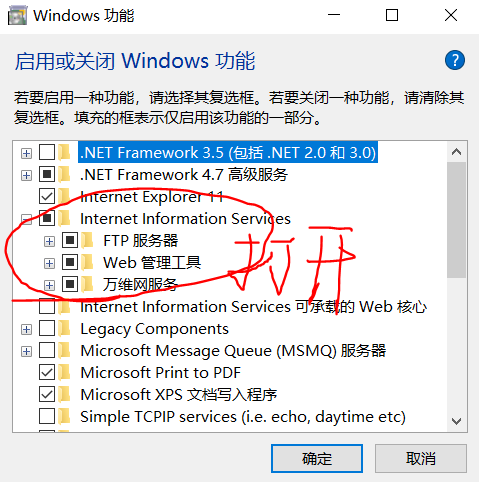 Windows 功能
启用或关闭 Windows 功能
若要启用一种功能，请选择其复选框。若要关闭一种功能，请清除其
复选框。填充的框表示仅启用该功能的一部分。
.NET Framework 3.5 (包括 .NET 2.0 和 3.0)
.NET Framework 4.7 高级服务
Internet Explorer 11
Internet Information Services
FTP 服务器
Web 管理工具
打开
万维网服务
Internet Information Services 可承载的 Web 核心
Legacy Components
Microsoft Message Queue (MSMQ) 服务器
Microsoft Print to PDF
Microsoft XPS 文档写入程序
Simple TCPIP services (i.e. echo, daytime etc)
确定
取消